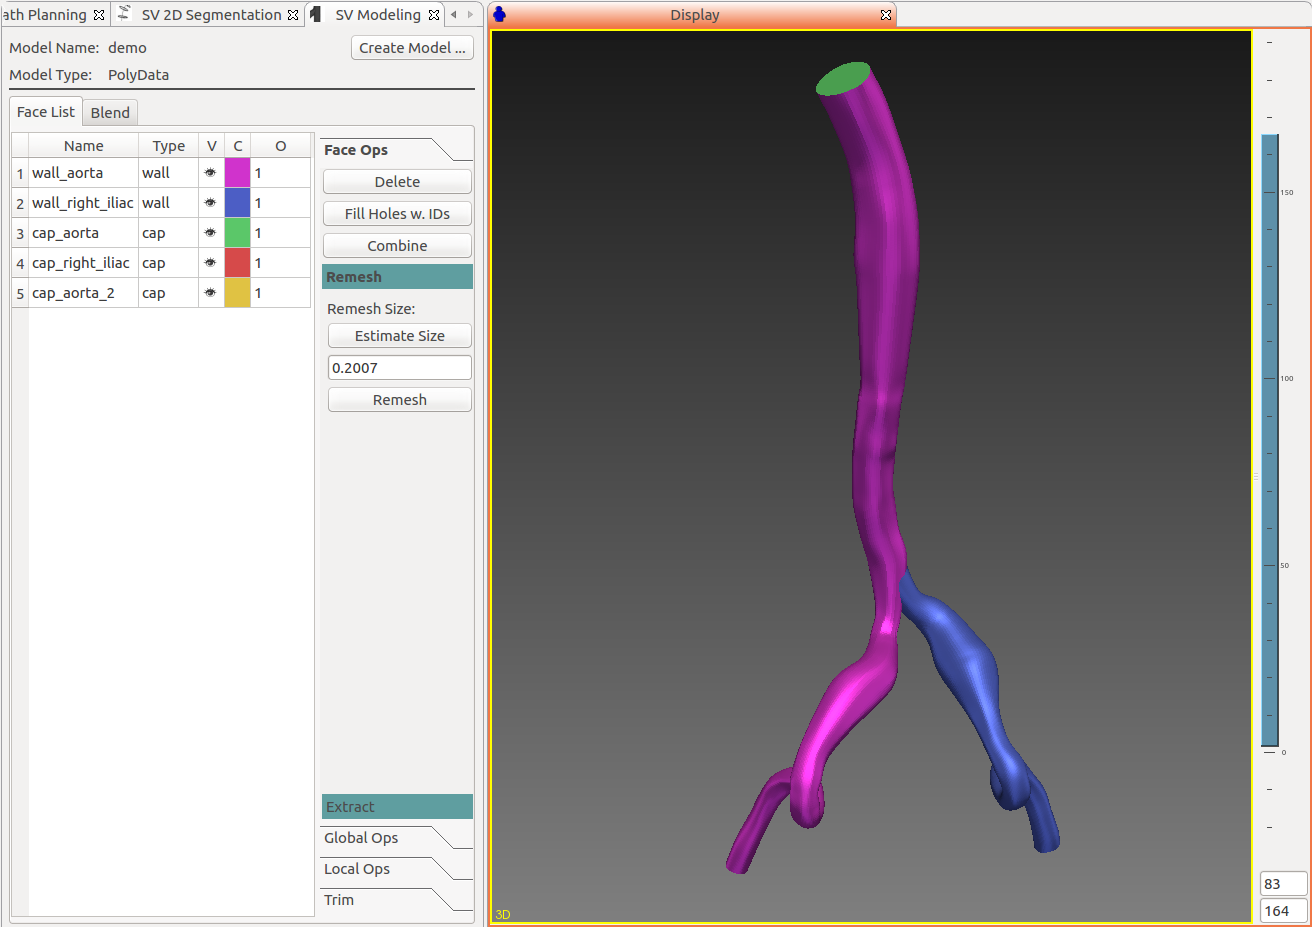 ath Planning SV 2D Segmentation SV Modeling Display
Model Name: demo Create Model ...
Model Type: PolyData
Face List Blend
Name Type V C O
1 wall_aorta wall 1
2 wall_right_iliac wall 1
3 cap_aorta cap 1
4 cap_right_iliac cap 1
5 cap_aorta_2 cap 1
Face Ops
Delete
Fill Holes w. IDs
Combine
Remesh
Remesh Size:
Estimate Size
0.2007
Remesh
Extract
Global Ops
Local Ops
Trim
3D
150
100
50
0
83
164